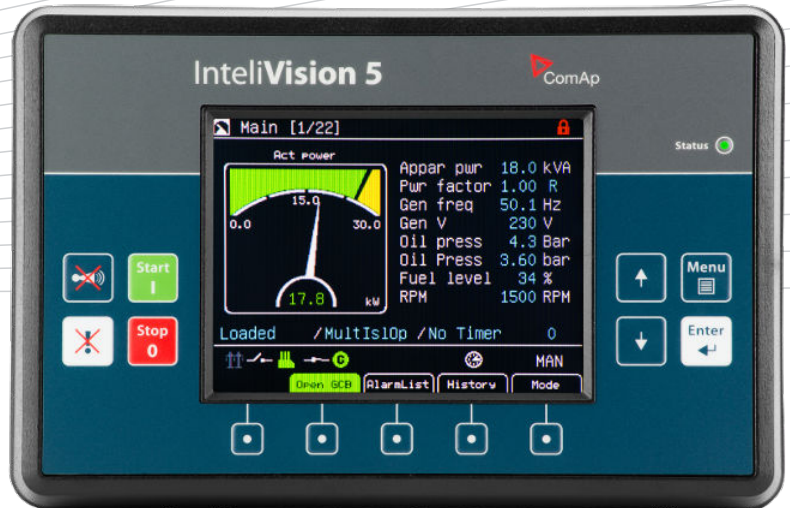 InteliVision 5
ComAp
Main [1/22]
Status
Act power
15.0
0.0
30.0
17.8
kW
Appar pwr 18.0 kVA
Pwr factor 1.00 R
Gen freq 50.1 Hz
Gen V 230 V
Oil press 4.3 Bar
Oil Press 3.60 bar
Fuel level 34 %
RPM 1500 RPM
Loaded /MultIslOp /No Timer 0
G
MAN
Open GCB
AlarmList
History
Mode
Start
I
Stop
0
Menu
Enter